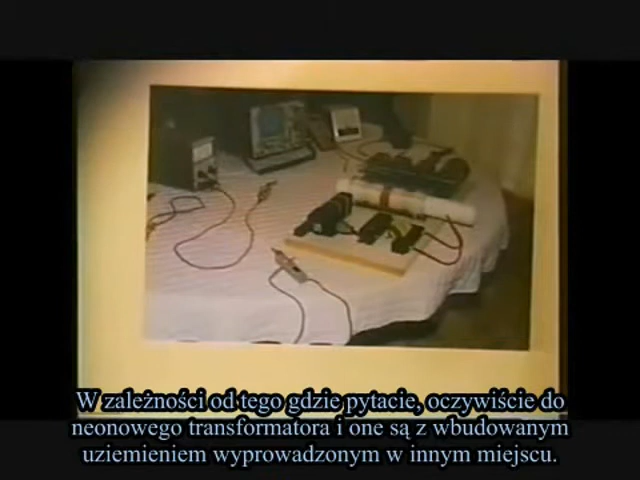 W zależności od tego gdzie pytacie, oczywiście do
neonowego transformatora i one są z wbudowanym
uziemieniem wyprowadzonym w innym miejscu.